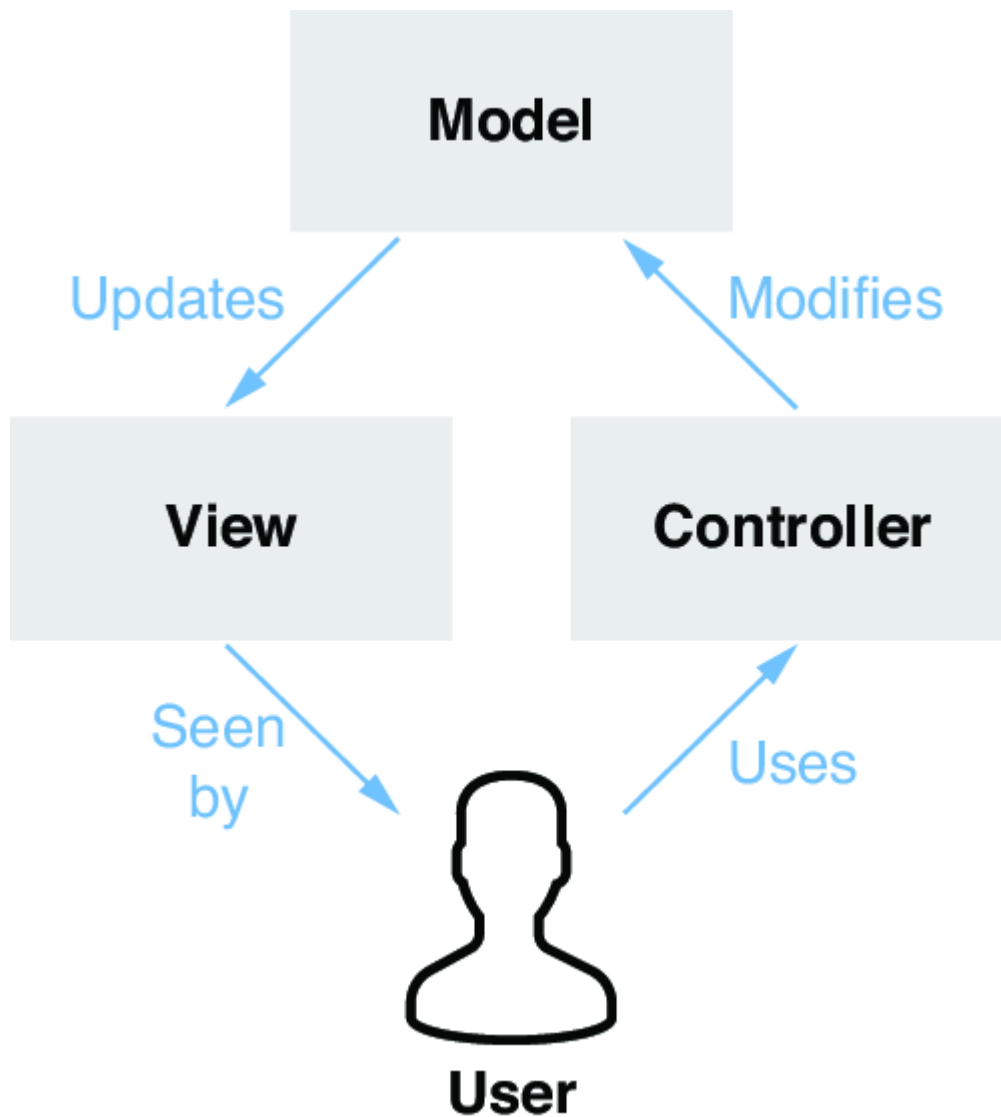 Model
Updates
Modifies
View
Controller
Seen
by
Uses
User